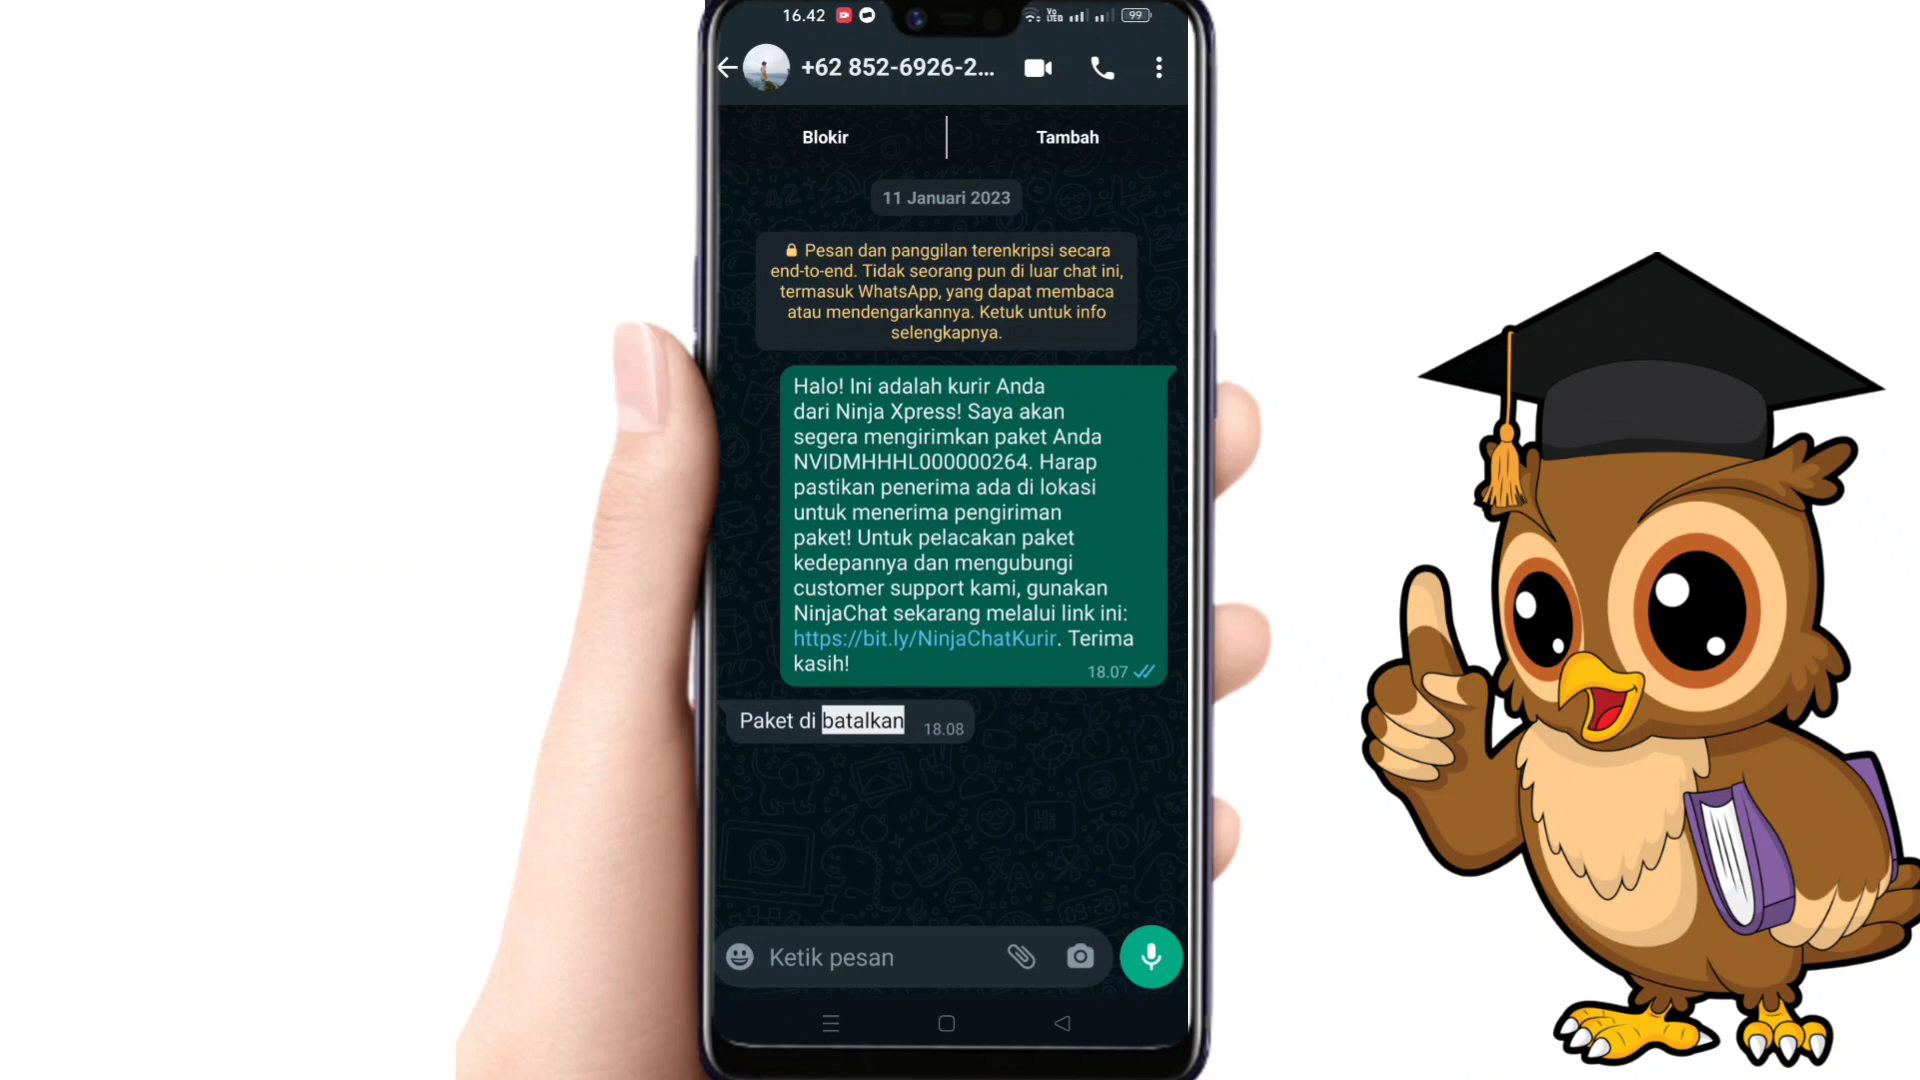 16.42
Vo
LTED
99
+62 852-6926-2...
Blokir
Tambah
11 Januari 2023
Pesan dan panggilan terenkripsi secara
end-to-end. Tidak seorang pun di luar chat ini,
termasuk WhatsApp, yang dapat membaca
atau mendengarkannya. Ketuk untuk info
selengkapnya.
Halo! Ini adalah kurir Anda
dari Ninja Xpress! Saya akan
segera mengirimkan paket Anda
NVIDMHHHL000000264. Harap
pastikan penerima ada di lokasi
untuk menerima pengiriman
paket! Untuk pelacakan paket
kedepannya dan mengubungi
customer support kami, gunakan
NinjaChat sekarang melalui link ini:
https://bit.ly/NinjaChatKurir. Terima
kasih!
18.07
Paket di batalkan
18.08
Ketik pesan